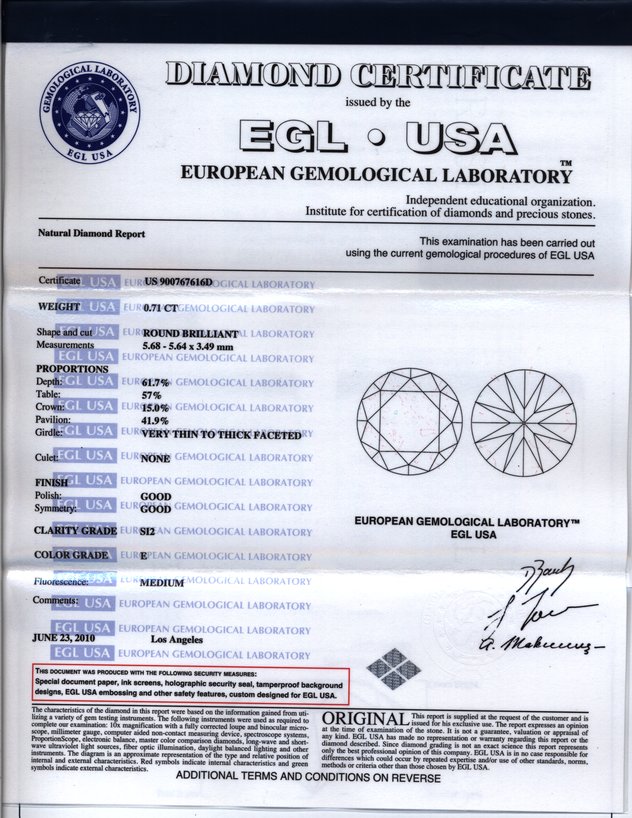 GEMOLOGICAL LABORATORY
EGL USA
DIAMOND CERTIFICATE
issued by the
EGL • USA
EUROPEAN GEMOLOGICAL LABORATORY™
Independent educational organization.
Institute for certification of diamonds and precious stones.
Natural Diamond Report
This examination has been carried out
using the current gemological procedures of EGL USA
Certificate US 900767616D
WEIGHT 0.71 CT
Shape and cut ROUND BRILLIANT
Measurements 5.68 - 5.64 x 3.49 mm
PROPORTIONS
Depth: 61.7%
Table: 57%
Crown: 15.0%
Pavilion: 41.9%
Girdle: VERY THIN TO THICK FACETED
Culet: NONE
FINISH
Polish: GOOD
Symmetry: GOOD
CLARITY GRADE SI2
COLOR GRADE E
Fluorescence: MEDIUM
Comments:
JUNE 23, 2010 Los Angeles
EGL USA EUROPEAN GEMOLOGICAL LABORATORY
EUROPEAN GEMOLOGICAL LABORATORY™
EGL USA
THIS DOCUMENT WAS PRODUCED WITH THE FOLLOWING SECURITY MEASURES:
Special document paper, ink screens, holographic security seal, tamperproof background
designs, EGL USA embossing and other safety features, custom designed for EGL USA.
The characteristics of the diamond in this report were based on the information gained from uti-
lizing a variety of gem testing instruments. The following instruments were used as required to
complete our examination: 10x magnification with a fully corrected loupe and binocular micro-
scope, millimeter gauge, computer aided non-contact measuring device, spectroscope systems,
ProportionScope, electronic balance, master color comparison diamonds, long-wave and short-
wave ultraviolet light sources, fiber optic illumination, daylight balanced lighting and other
instruments. The diagram is an approximate representation of the type and relative position of
internal and external characteristics. Red symbols indicate internal characteristics and green
symbols indicate external characteristics.
ORIGINAL This report is supplied at the request of the customer and is
issued for his exclusive use. The report expresses an opinion
at the time of examination of the stone. It is not a guarantee, valuation or appraisal of
any kind. EGL USA has made no representation or warranty regarding this report or the
diamond described. Since diamond grading is not an exact science this report represents
only the best professional opinion of this company. EGL USA is in no case responsible for
differences which could occur by repeated expertise and/or use of other standards, norms,
methods or criteria other than those chosen by EGL USA.
ADDITIONAL TERMS AND CONDITIONS ON REVERSE